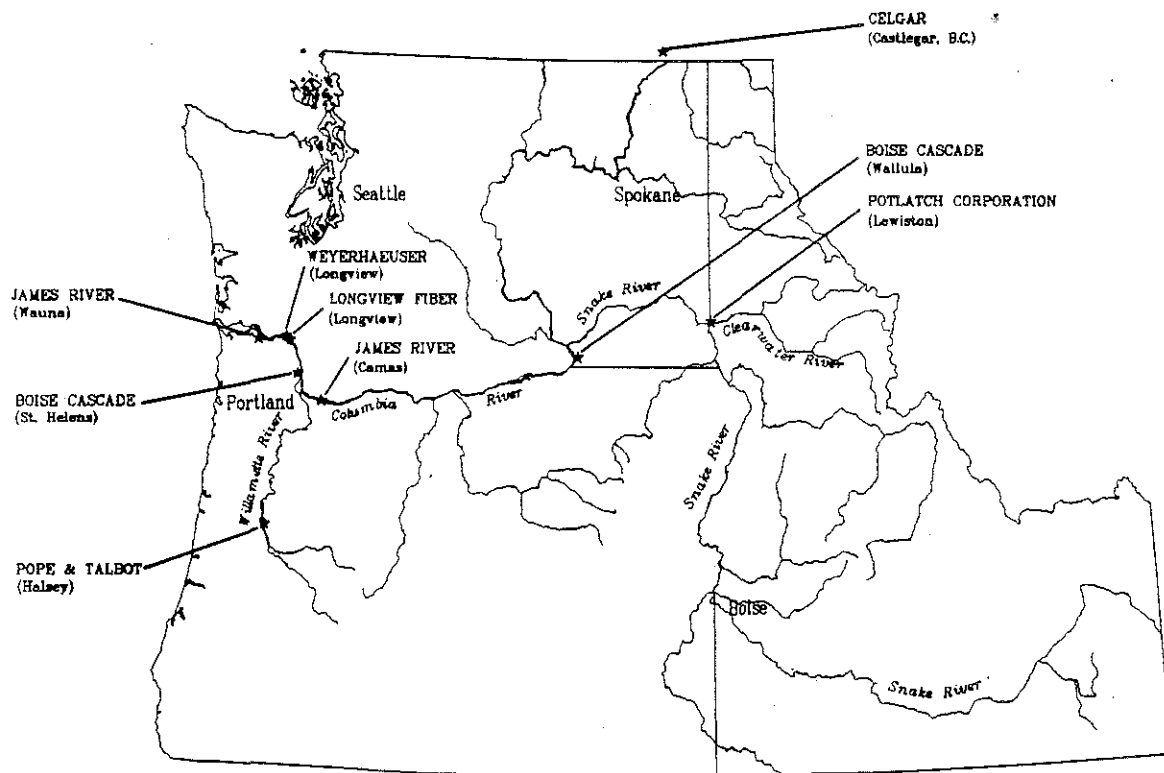 CELGAR
(Castlegar, B.C.)
BOISE CASCADE
(Wallula)
Seattle
Spokane
POTLATCH CORPORATION
(Lewiston)
WEYERHAEUSER
(Longview)
JAMES RIVER
(Wauna)
LONGVIEW FIBER
(Longview)
Snake River
Clearwater River
JAMES RIVER
(Camas)
BOISE CASCADE
(St. Helens)
Portland
Columbia River
Willamette River
Snake River
POPE & TALBOT
(Halsey)
Boise
Snake River